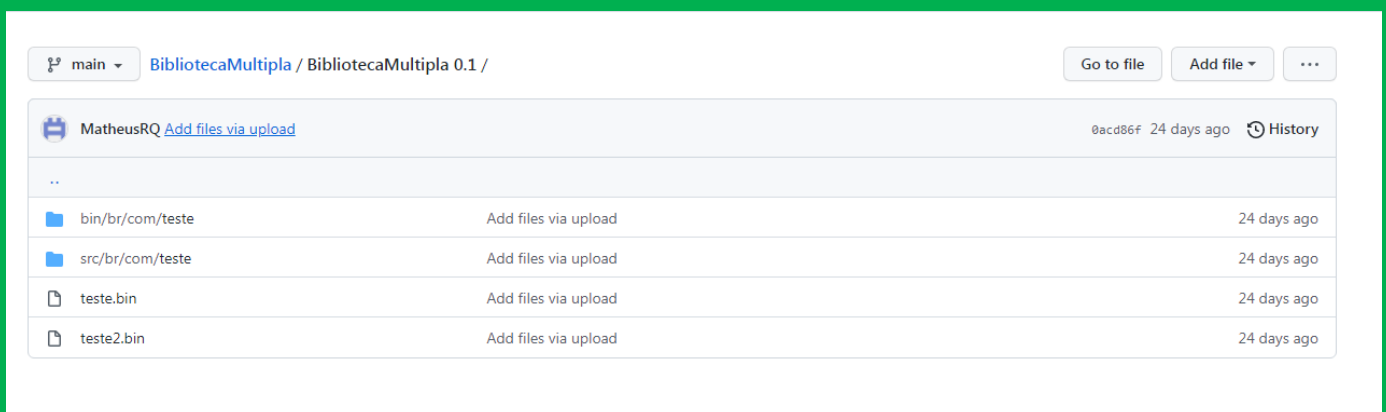 main BibliotecaMultipla / BibliotecaMultipla 0.1 / Go to file Add file ...
MatheusRQ Add files via upload 0acd86f 24 days ago History
..
bin/br/com/teste Add files via upload 24 days ago
src/br/com/teste Add files via upload 24 days ago
teste.bin Add files via upload 24 days ago
teste2.bin Add files via upload 24 days ago